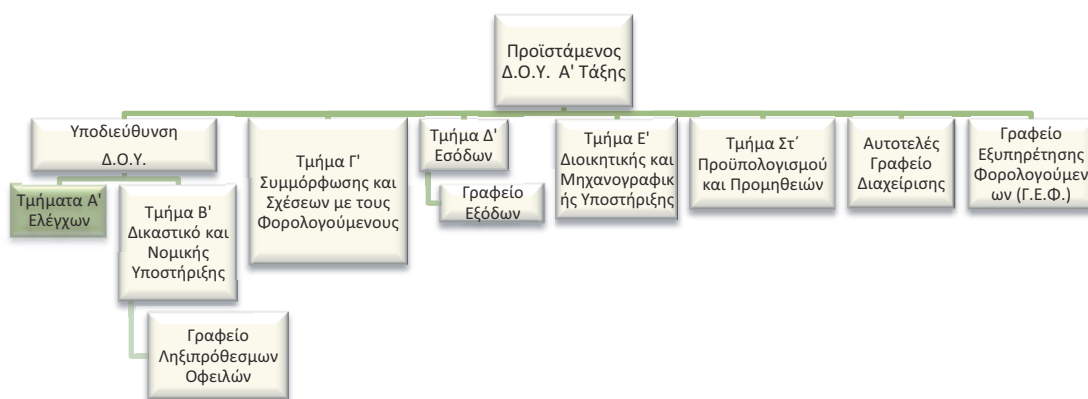 Προϊστάμενος
Δ.Ο.Υ. Α' Τάξης
Υποδιεύθυνση
Δ.Ο.Υ.
Τμήματα Α'
Ελέγχων
Τμήμα Β'
Δικαστικό και
Νομικής
Υποστήριξης
Γραφείο
Ληξιπρόθεσμων
Οφειλών
Τμήμα Γ'
Συμμόρφωσης και
Σχέσεων με τους
Φορολογούμενους
Τμήμα Δ'
Εσόδων
Γραφείο
Εξόδων
Τμήμα Ε'
Διοικητικής και
Μηχανογραφικ
ής Υποστήριξης
Τμήμα Στ΄
Προϋπολογισμού
και Προμηθειών
Αυτοτελές
Γραφείο
Διαχείρισης
Γραφείο
Εξυπηρέτησης
Φορολογούμεν
ων (Γ.Ε.Φ.)